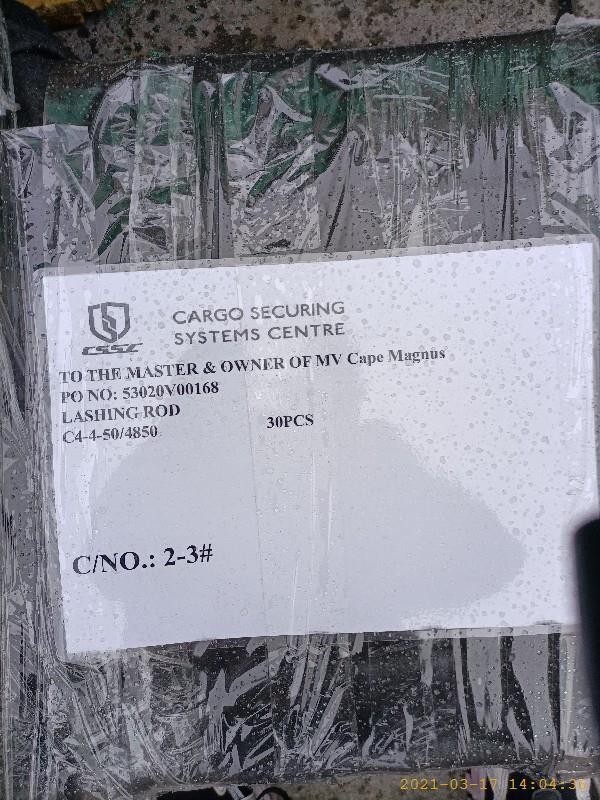 CARGO SECURING
SYSTEMS CENTRE
CSSC
TO THE MASTER & OWNER OF MV Cape Magnus
PO NO: 53020V00168
LASHING ROD
C4-4-50/4850 30PCS
C/NO.: 2-3#
2021-03-17 14:04:36